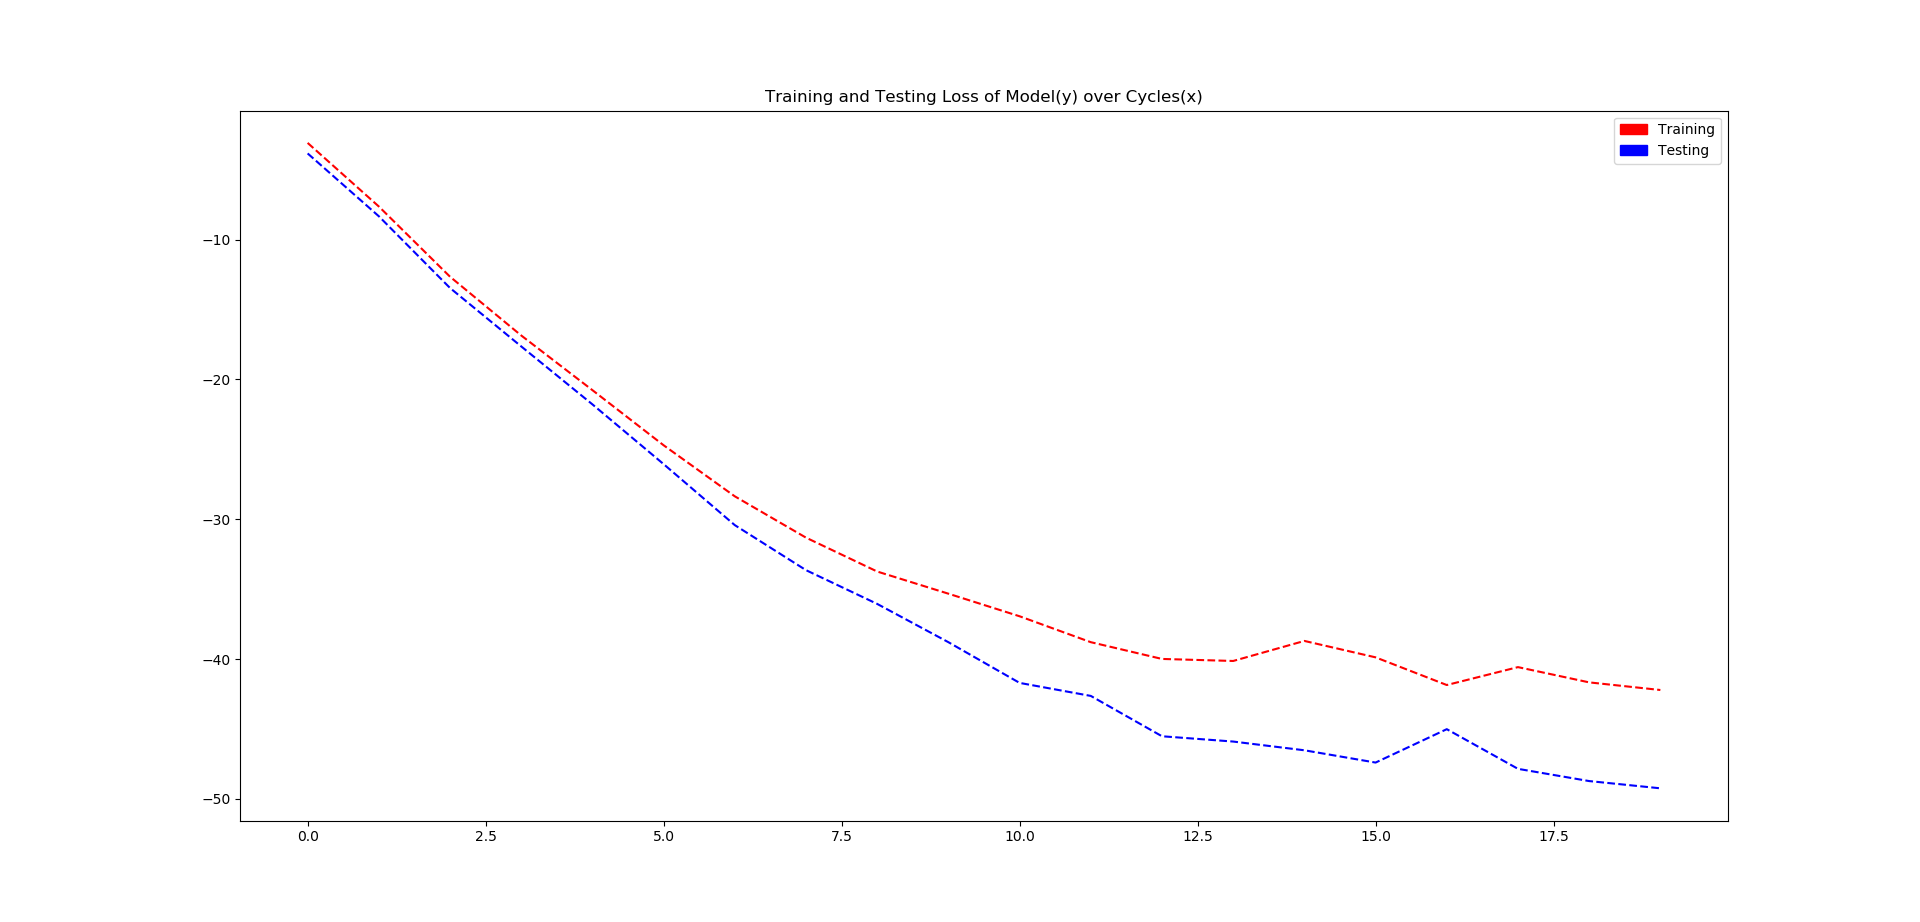 Training and Testing Loss of Model(y) over Cycles(x)
Training
Testing
−10
−20
−30
−40
−50
0.0 2.5 5.0 7.5 10.0 12.5 15.0 17.5